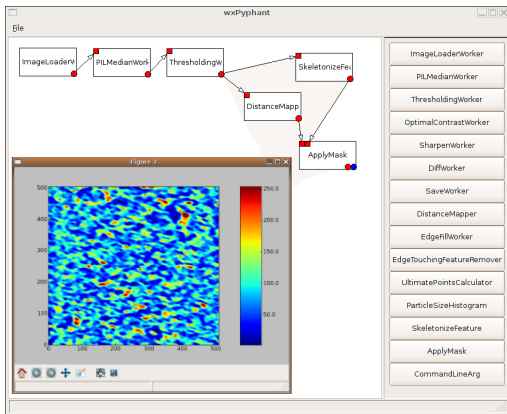 wxPyphant
File
ImageLoaderW
PILMedianWork
ThresholdingW
SkeletonizeFea
DistanceMapp
ApplyMask
ImageLoaderWorker
PILMedianWorker
ThresholdingWorker
OptimalContrastWorker
SharpenWorker
DiffWorker
SaveWorker
DistanceMapper
EdgeFillWorker
EdgeTouchingFeatureRemover
UltimatePointsCalculator
ParticleSizeHistogram
SkeletonizeFeature
ApplyMask
CommandLineArg
Figure 3
500
400
300
200
100
0
0 100 200 300 400 500
250.0
200.0
150.0
100.0
50.0